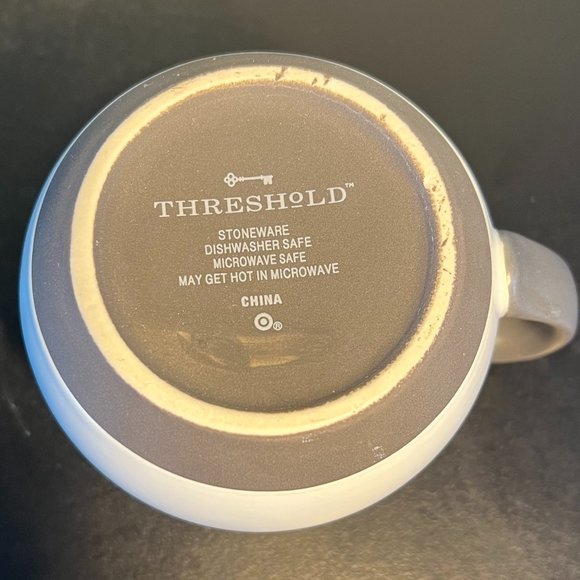 THRESHOLD™
STONEWARE
DISHWASHER SAFE
MICROWAVE SAFE
MAY GET HOT IN MICROWAVE
CHINA
®